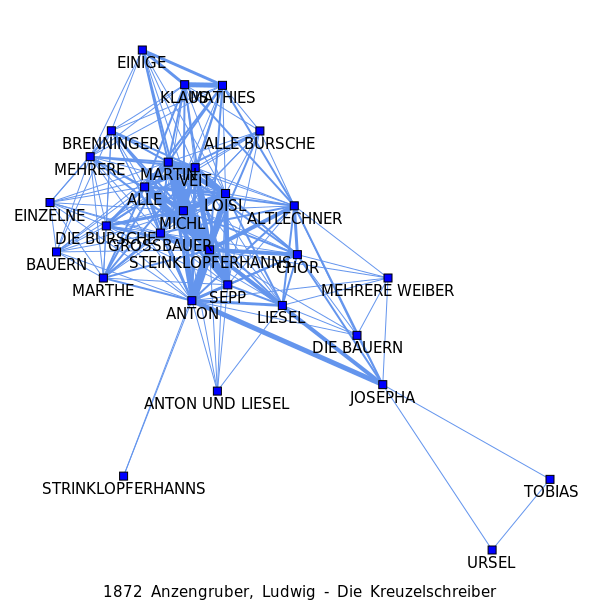 EINIGE
KLAUS
MATHIES
BRENNINGER
ALLE BURSCHE
MEHRERE
MARTIN
VEIT
ALLE
LOISL
EINZELNE
ALTLECHNER
MICHL
DIE BURSCHE
GROSSBAUER
BAUERN
STEINKLOPFERHANNS
CHOR
MARTHE
MEHRERE WEIBER
SEPP
ANTON
LIESEL
DIE BAUERN
JOSEPHA
ANTON UND LIESEL
STRINKLOPFERHANNS
TOBIAS
URSEL
1872 Anzengruber, Ludwig - Die Kreuzelschreiber